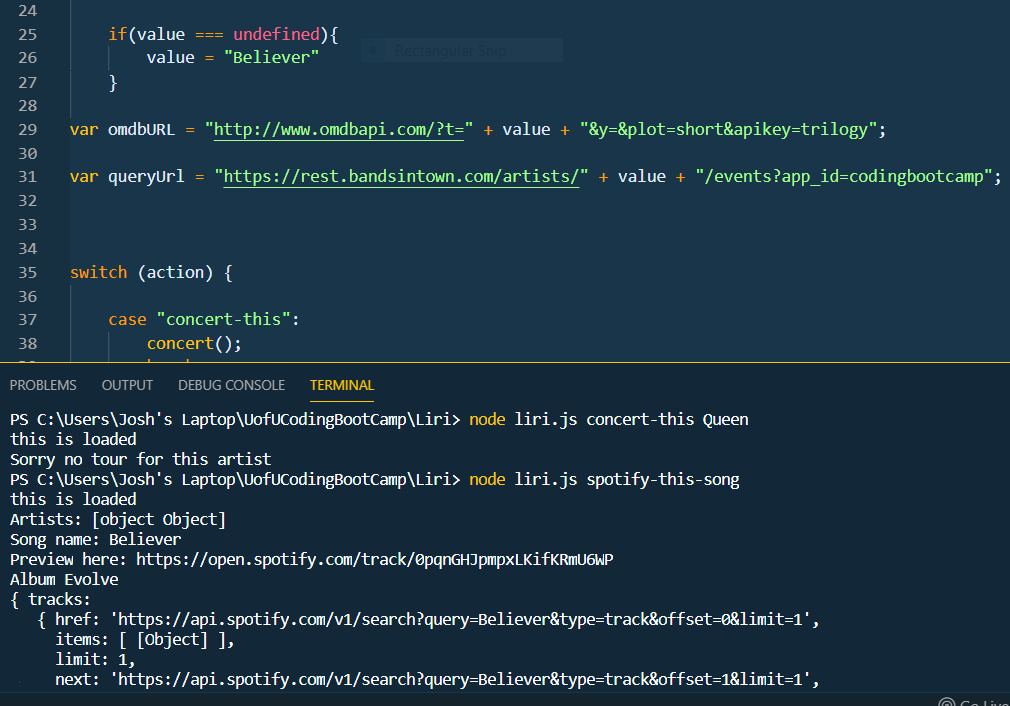 24
25 if(value === undefined){
26 value = "Believer"
Rectangular Snip
27 }
28
29 var omdbURL = "http://www.omdbapi.com/?t=" + value + "&y=&plot=short&apikey=trilogy";
30
31 var queryUrl = "https://rest.bandsintown.com/artists/" + value + "/events?app_id=codingbootcamp";
32
33
34
35 switch (action) {
36
37 case "concert-this":
38 concert();
PROBLEMS OUTPUT DEBUG CONSOLE TERMINAL
PS C:\Users\Josh's Laptop\UofUCodingBootCamp\Liri> node liri.js concert-this Queen
this is loaded
Sorry no tour for this artist
PS C:\Users\Josh's Laptop\UofUCodingBootCamp\Liri> node liri.js spotify-this-song
this is loaded
Artists: [object Object]
Song name: Believer
Preview here: https://open.spotify.com/track/0pqnGHJpmpxLKifKRmU6WP
Album Evolve
{ tracks:
{ href: 'https://api.spotify.com/v1/search?query=Believer&type=track&offset=0&limit=1',
items: [ [Object] ],
limit: 1,
next: 'https://api.spotify.com/v1/search?query=Believer&type=track&offset=1&limit=1',
Go Live